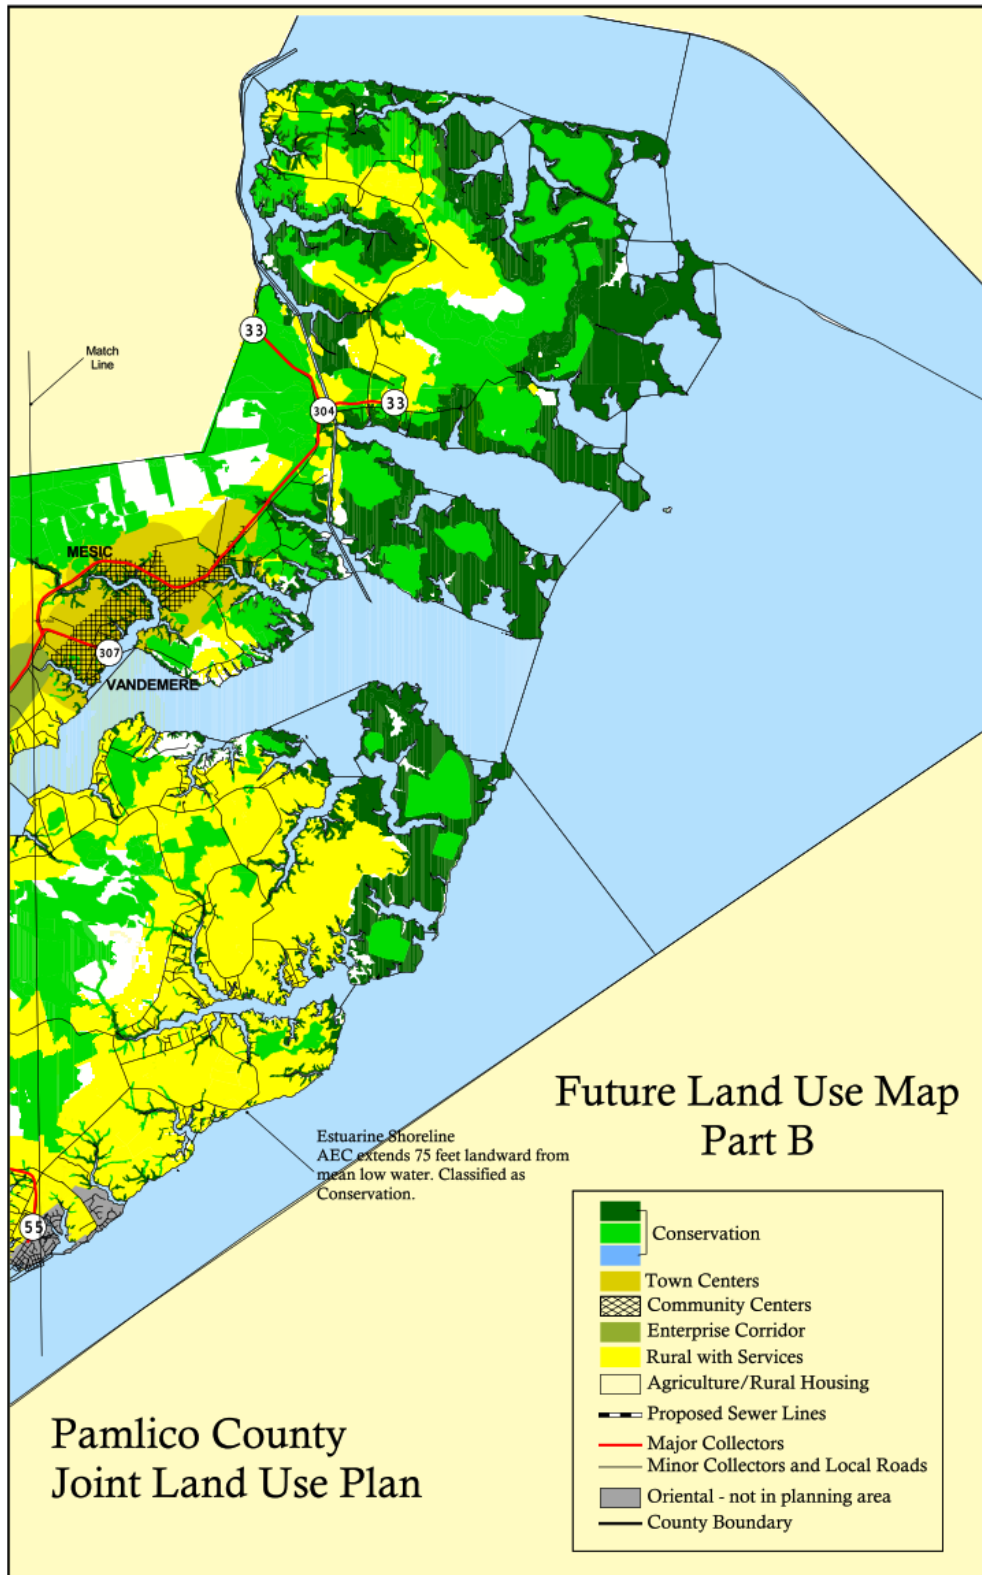 33
Match
Line
33
304
MESIC
307
VANDEMERE
Future Land Use Map
Part B
Estuarine Shoreline
AEC extends 75 feet landward from
mean low water. Classified as
Conservation.
55
Conservation
Town Centers
Community Centers
Enterprise Corridor
Rural with Services
Agriculture/Rural Housing
Proposed Sewer Lines
Major Collectors
Minor Collectors and Local Roads
Oriental - not in planning area
County Boundary
Pamlico County
Joint Land Use Plan